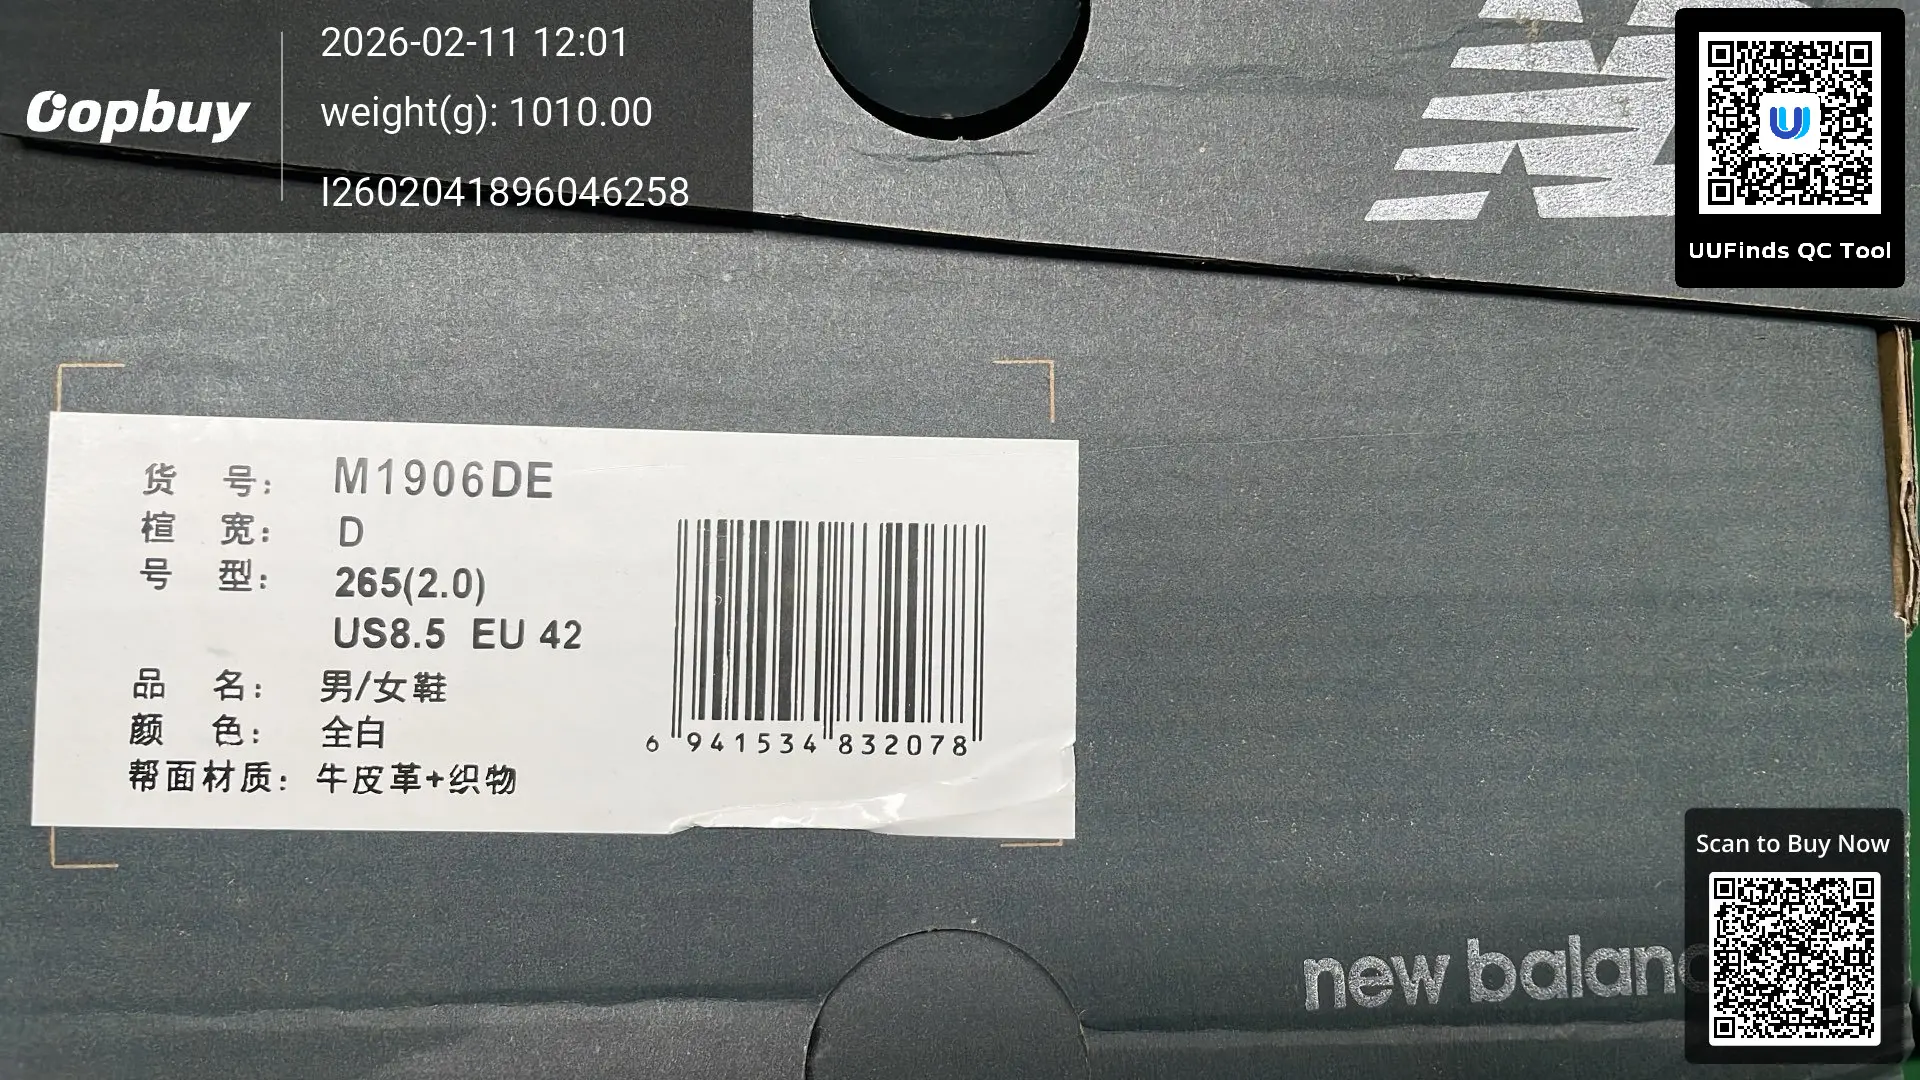 Oopbuy
2026-02-11 12:01
weight(g): 1010.00
I2602041896046258
UUFinds QC Tool
货 号: M1906DE
楦 宽: D
号 型: 265(2.0)
US8.5 EU 42
品 名: 男/女鞋
颜 色: 全白
帮面材质: 牛皮革+织物
6 941534 832078
Scan to Buy Now
new balanc